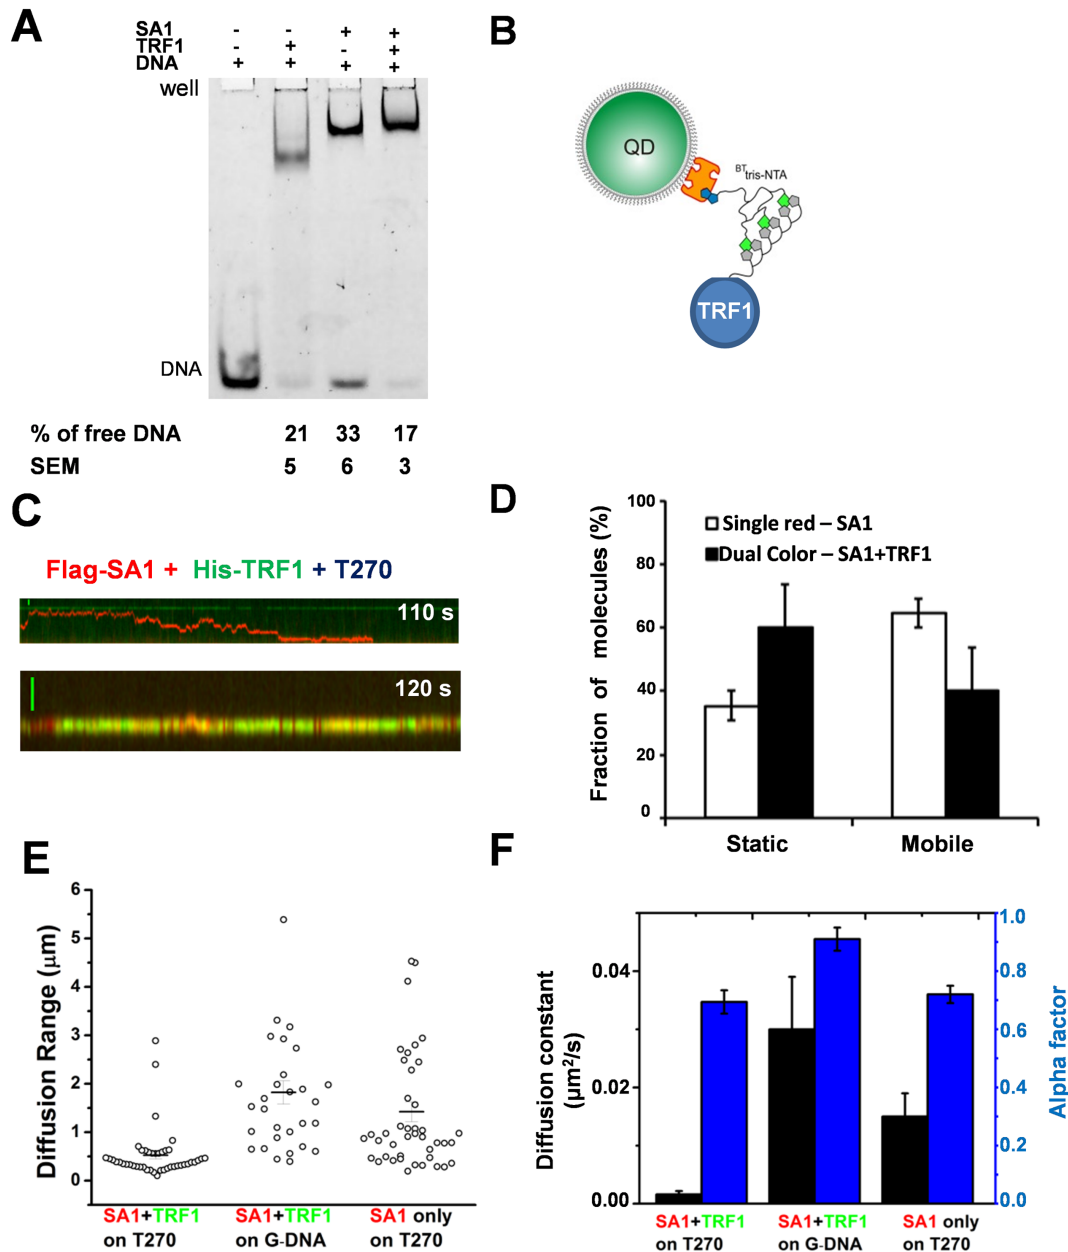 A
SA1 - - + +
TRF1 - + - +
DNA + + + +
well
DNA
% of free DNA 21 33 17
SEM 5 6 3
B
QD
BTtris-NTA
TRF1
C
Flag-SA1 + His-TRF1 + T270
110 s
120 s
D
Fraction of molecules (%)
100
80
60
40
20
0
Single red – SA1
Dual Color – SA1+TRF1
Static Mobile
E
Diffusion Range (μm)
6
5
4
3
2
1
0
SA1+TRF1 SA1+TRF1 SA1 only
on T270 on G-DNA on T270
F
Diffusion constant
(μm²/s)
0.04
0.02
0.00
1.0
0.8
0.6
0.4
0.2
0.0
Alpha factor
SA1+TRF1 SA1+TRF1 SA1 only
on T270 on G-DNA on T270